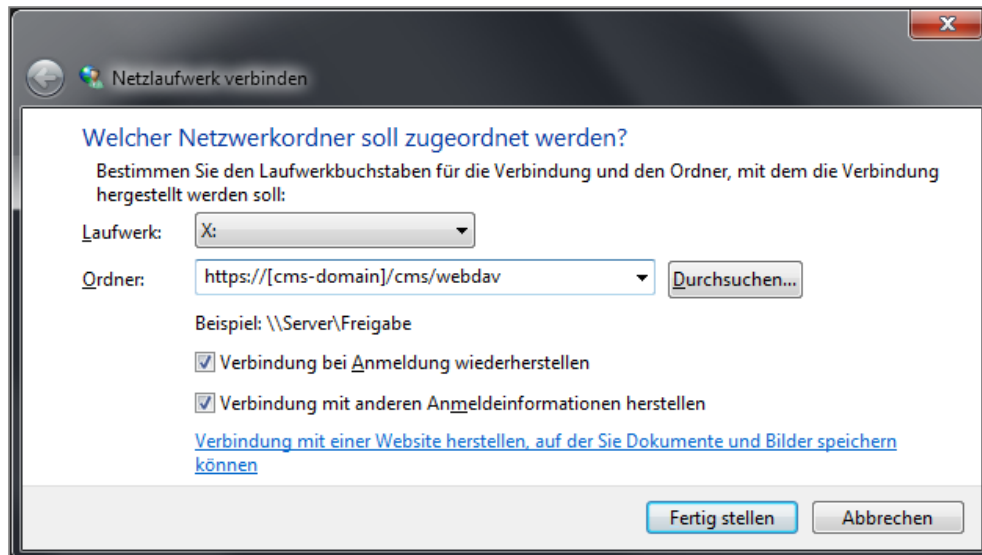 Netzlaufwerk verbinden
Welcher Netzwerkordner soll zugeordnet werden?
Bestimmen Sie den Laufwerkbuchstaben für die Verbindung und den Ordner, mit dem die Verbindung
hergestellt werden soll:
Laufwerk: X:
Ordner: https://[cms-domain]/cms/webdav Durchsuchen...
Beispiel: \\Server\Freigabe
Verbindung bei Anmeldung wiederherstellen
Verbindung mit anderen Anmeldeinformationen herstellen
Verbindung mit einer Website herstellen, auf der Sie Dokumente und Bilder speichern
können
Fertig stellen Abbrechen